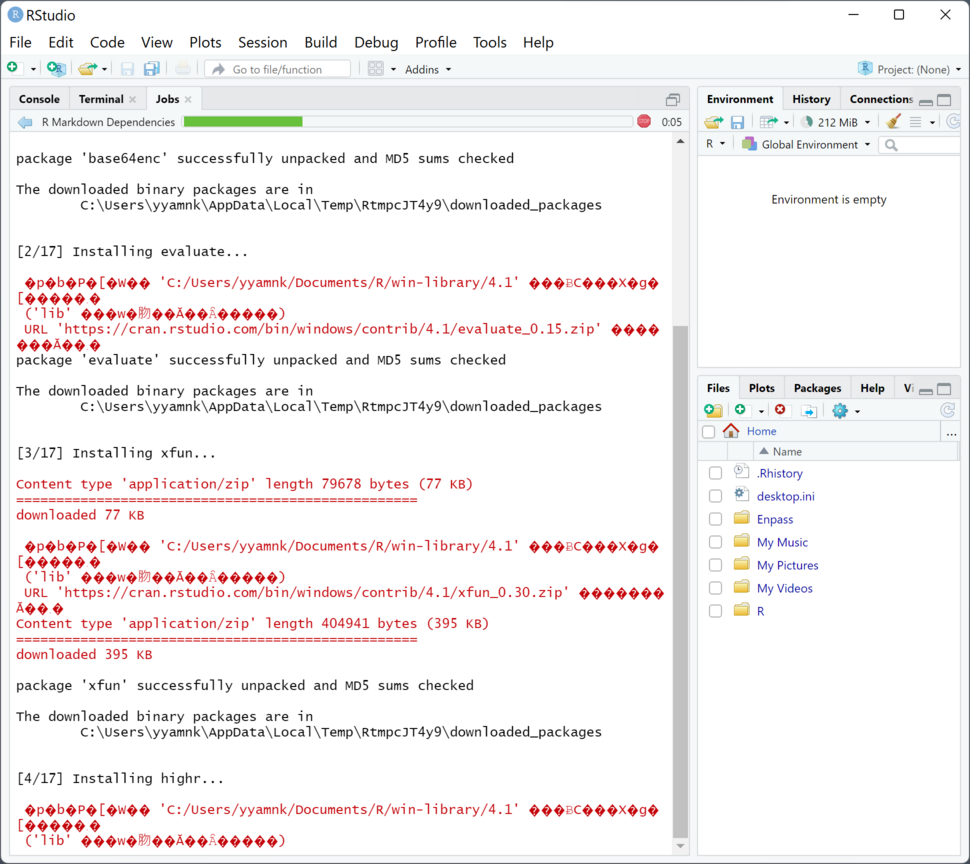 RStudio
File Edit Code View Plots Session Build Debug Profile Tools Help
Go to file/function
Addins
Project: (None)
Console Terminal Jobs
R Markdown Dependencies
STOP
0:05
package 'base64enc' successfully unpacked and MD5 sums checked
The downloaded binary packages are in
C:\Users\yyamnk\AppData\Local\Temp\RtmpcJT4y9\downloaded_packages
[2/17] Installing evaluate...
�p�b�P�[�W�� 'C:/Users/yyamnk/Documents/R/win-library/4.1' ���ɃC���X�g�
[�����
('lib' ���w�肳��Ă��Ȃ�����)
URL 'https://cran.rstudio.com/bin/windows/contrib/4.1/evaluate_0.15.zip' ����
���Ă��
package 'evaluate' successfully unpacked and MD5 sums checked
The downloaded binary packages are in
C:\Users\yyamnk\AppData\Local\Temp\RtmpcJT4y9\downloaded_packages
[3/17] Installing xfun...
Content type 'application/zip' length 79678 bytes (77 KB)
==================================================
downloaded 77 KB
�p�b�P�[�W�� 'C:/Users/yyamnk/Documents/R/win-library/4.1' ���ɃC���X�g�
[�����
('lib' ���w�肳��Ă��Ȃ�����)
URL 'https://cran.rstudio.com/bin/windows/contrib/4.1/xfun_0.30.zip' �������
Ă��
Content type 'application/zip' length 404941 bytes (395 KB)
==================================================
downloaded 395 KB
package 'xfun' successfully unpacked and MD5 sums checked
The downloaded binary packages are in
C:\Users\yyamnk\AppData\Local\Temp\RtmpcJT4y9\downloaded_packages
[4/17] Installing highr...
�p�b�P�[�W�� 'C:/Users/yyamnk/Documents/R/win-library/4.1' ���ɃC���X�g�
[�����
('lib' ���w�肳��Ă��Ȃ�����)
Environment History Connections
212 MiB
R
Global Environment
Environment is empty
Files Plots Packages Help Vi
Home
...
Name
.Rhistory
desktop.ini
Enpass
My Music
My Pictures
My Videos
R